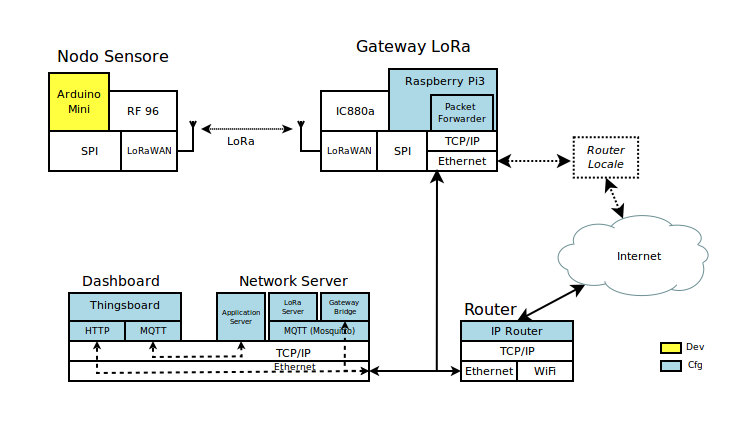 Nodo Sensore
Arduino
Mini
RF 96
SPI
LoRaWAN
LoRa
Gateway LoRa
Raspberry Pi3
IC880a
Packet
Forwarder
LoRaWAN
SPI
TCP/IP
Ethernet
Router
Locale
Internet
Dashboard
Thingsboard
HTTP
MQTT
Network Server
Application
Server
LoRa
Server
Gateway
Bridge
MQTT (Mosquito)
TCP/IP
Ethernet
Router
IP Router
TCP/IP
Ethernet
WiFi
Dev
Cfg